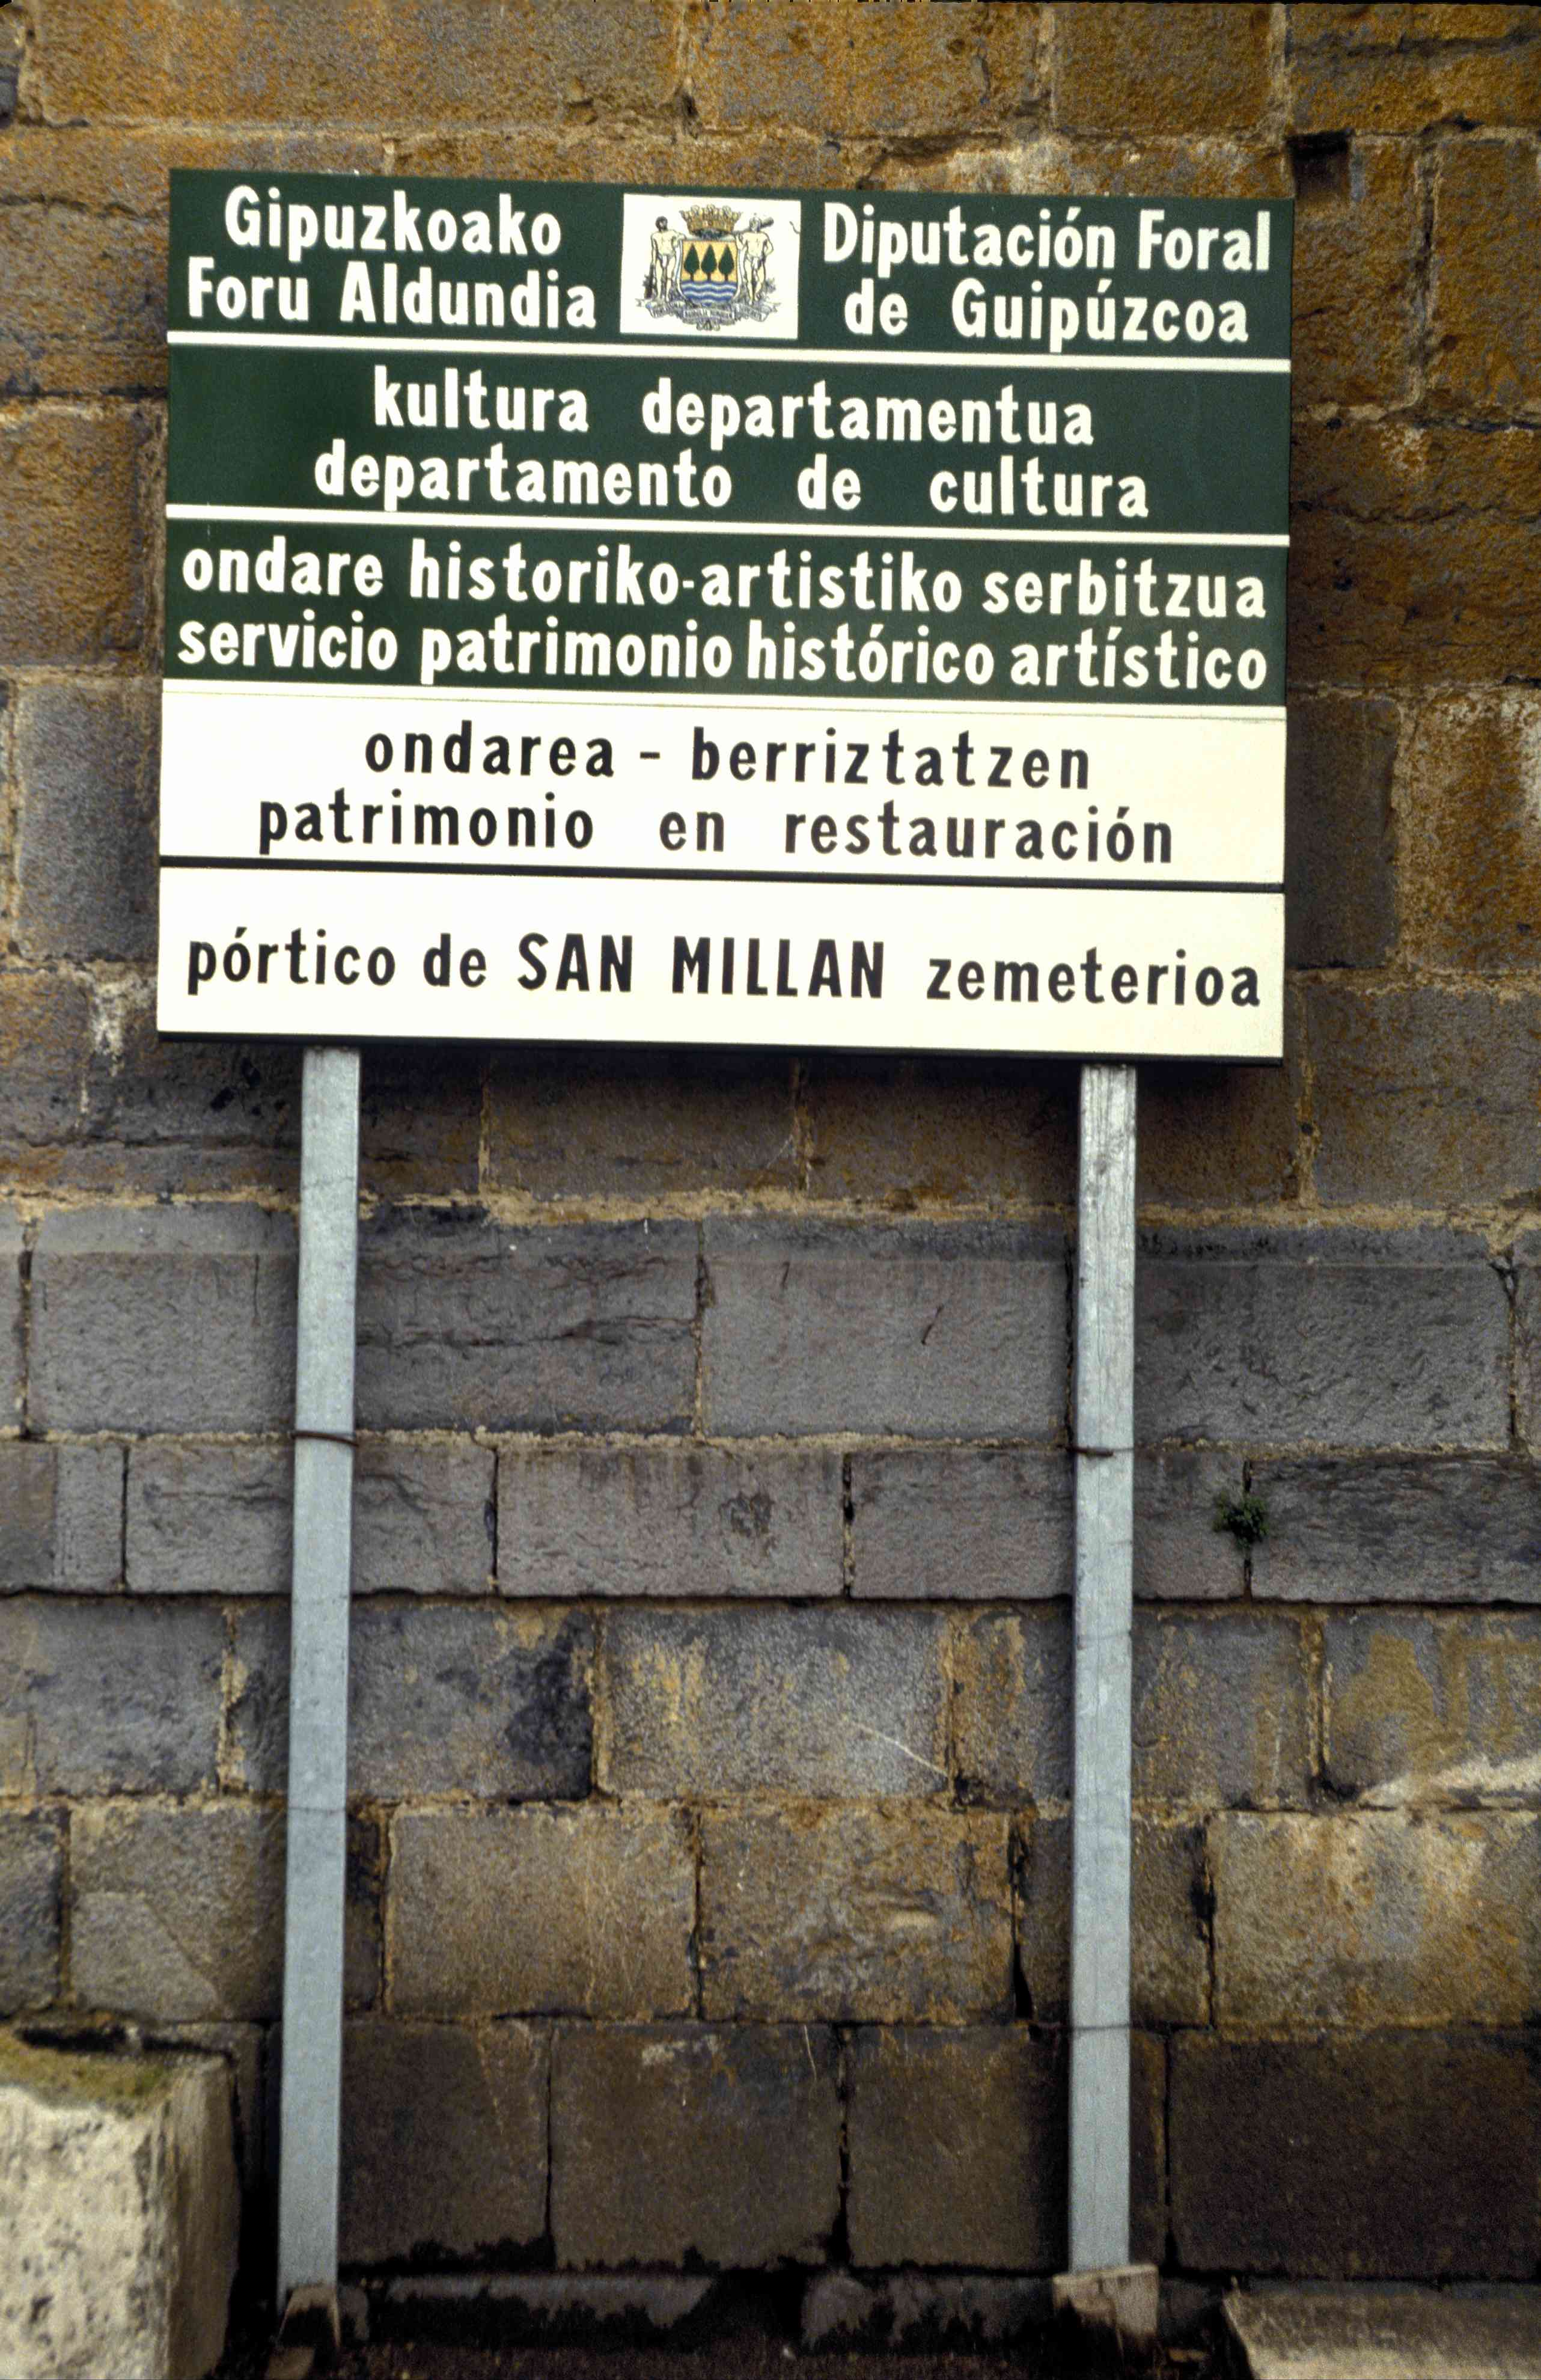 Gipuzkoako
Foru Aldundia
Diputación Foral
de Guipúzcoa
kultura departamentua
departamento de cultura
ondare historiko-artistiko serbitzua
servicio patrimonio histórico artístico
ondarea - berriztatzen
patrimonio en restauración
pórtico de SAN MILLAN zemeterioa